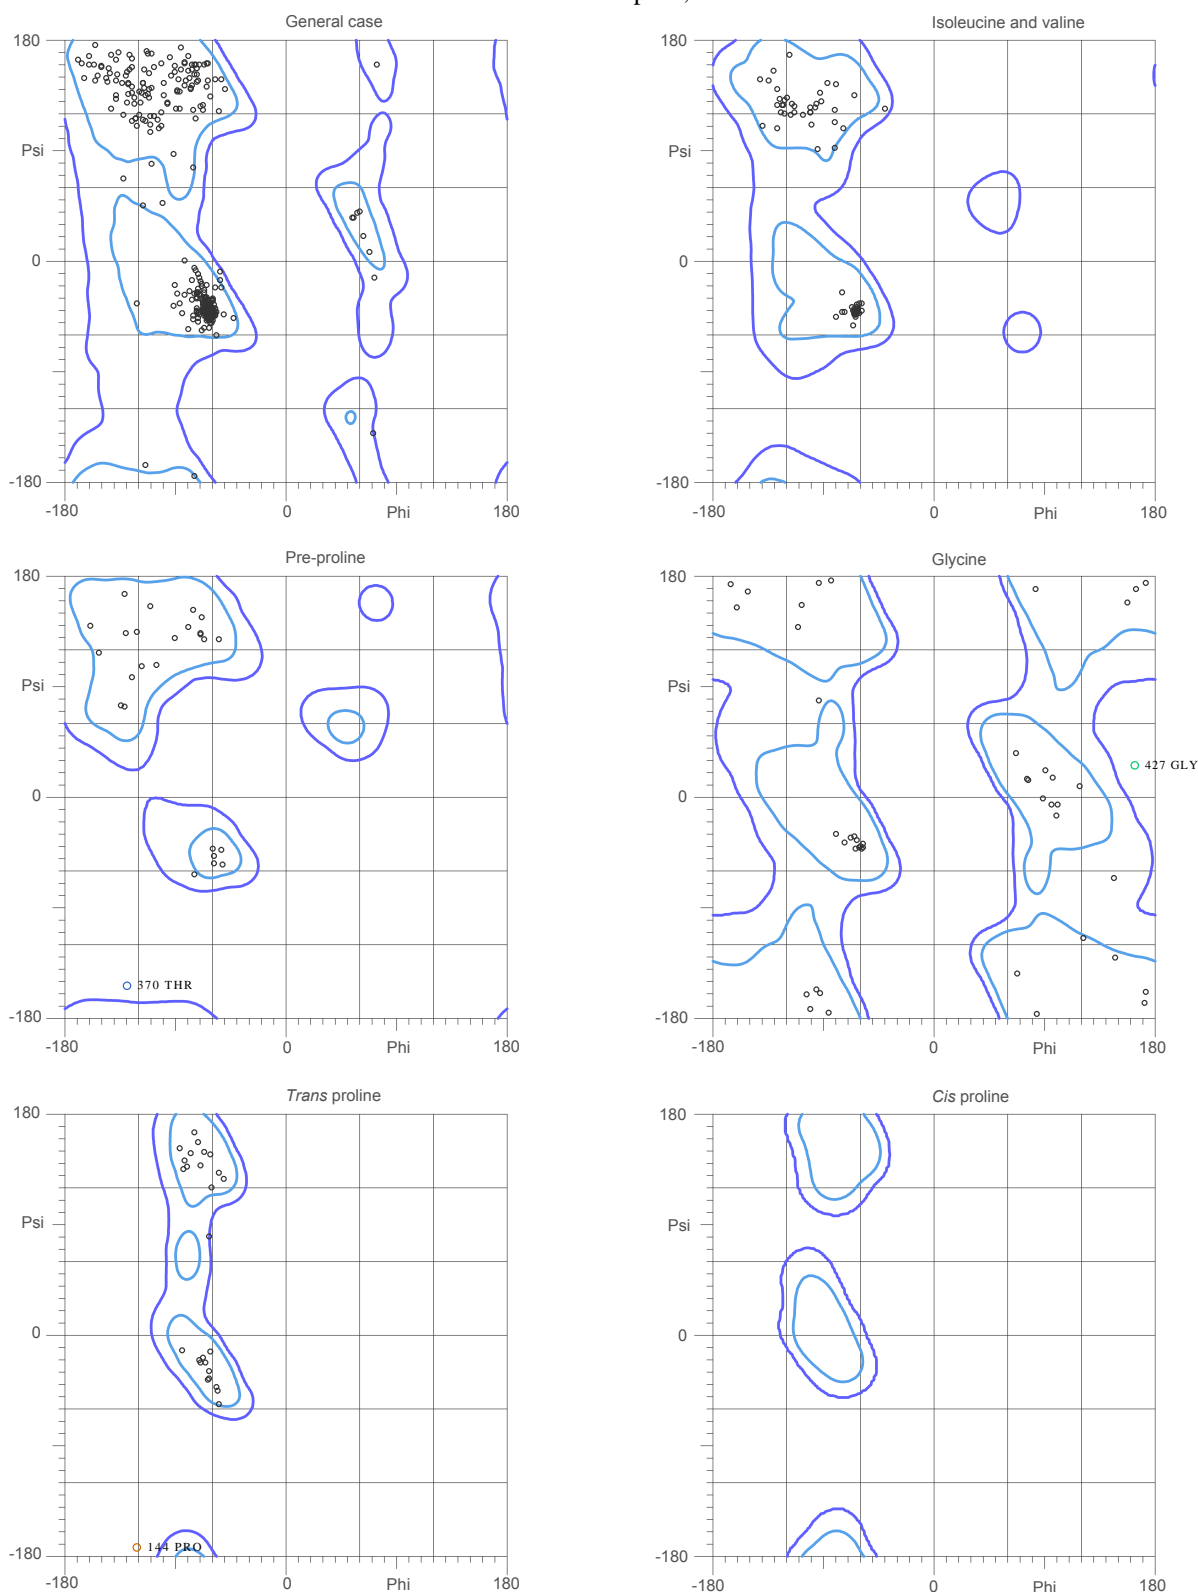 General case
Isoleucine and valine
180
180
Psi
Psi
0
0
-180
-180
-180
0
Phi
180
-180
0
Phi
180
Pre-proline
Glycine
180
180
Psi
Psi
427 GLY
0
0
370 THR
-180
-180
-180
0
Phi
180
-180
0
Phi
180
Trans proline
Cis proline
180
180
Psi
Psi
0
0
144 PRO
-180
-180
-180
0
Phi
180
-180
0
Phi
180